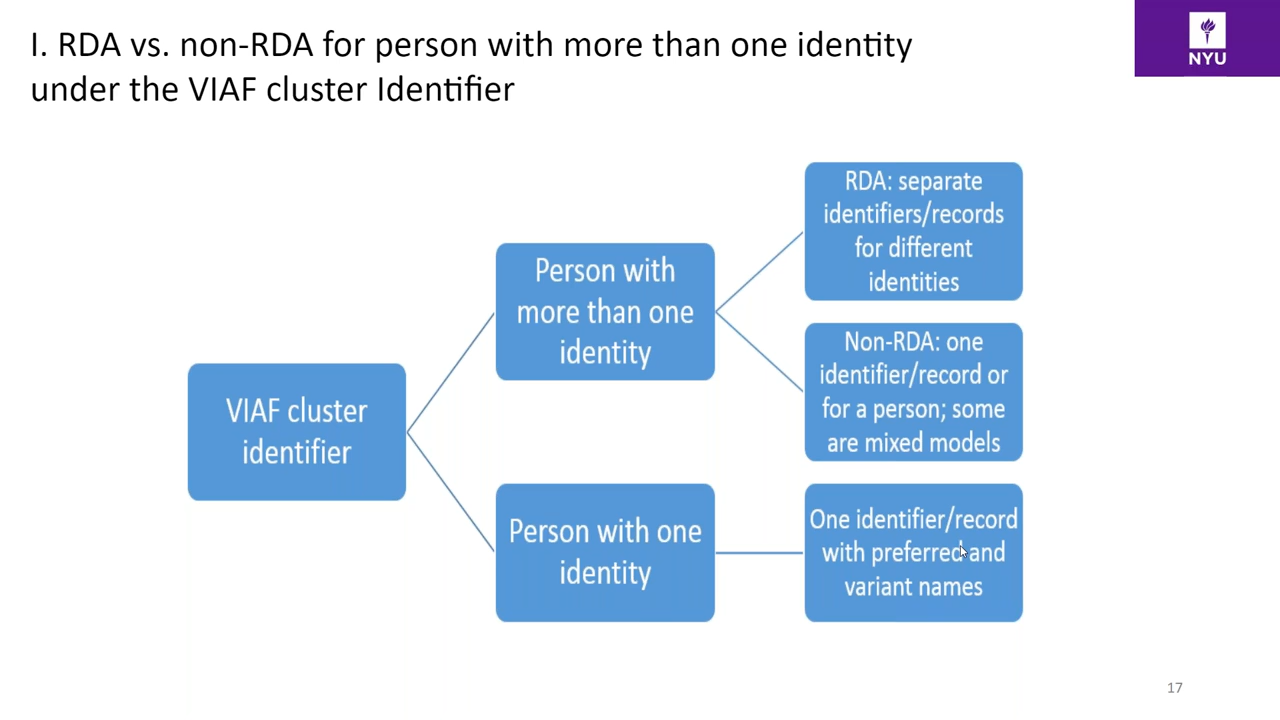 I. RDA vs. non-RDA for person with more than one identity
under the VIAF cluster Identifier
NYU
VIAF cluster
identifier
Person with
more than one
identity
RDA: separate
identifiers/records
for different
identities
Non-RDA: one
identifier/record or
for a person; some
are mixed models
Person with one
identity
One identifier/record
with preferred and
variant names
17